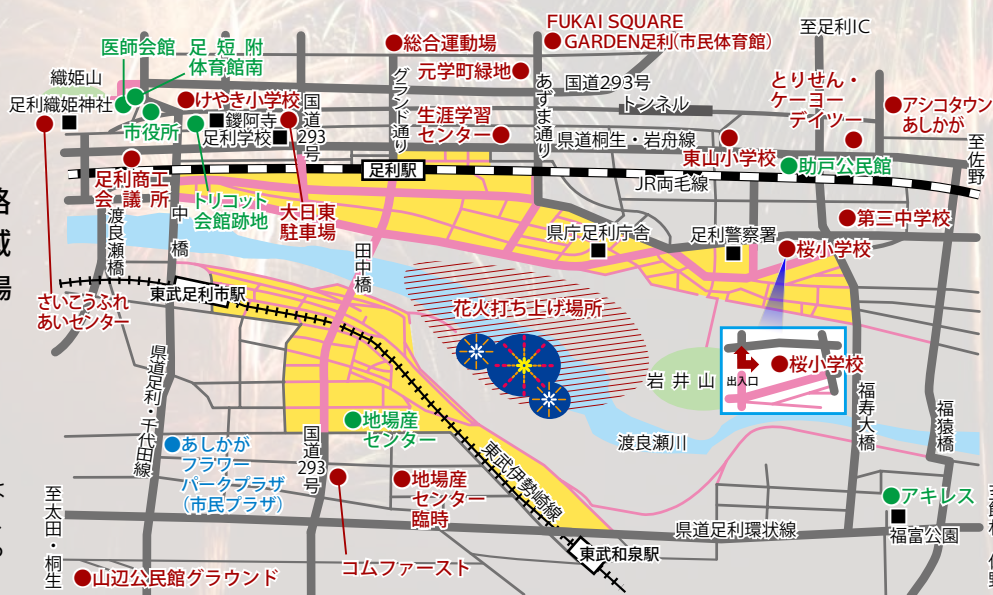 FUKAI SQUARE
GARDEN足利(市民体育館)
至足利IC
医師会館
足短附
体育館南
総合運動場
元学町緑地
国道293号
トンネル
とりせん・
ケーヨー
デイツー
アシコタウン
あしかが
織姫山
足利織姫神社
けやき小学校
市役所
鑁阿寺
足利学校
国道293号
グランド通り
あずま通り
生涯学習
センター
県道桐生・岩舟線
東山小学校
助戸公民館
至佐野
足利駅
JR両毛線
足利商工
会議所
トリコット
会館跡地
大日東
駐車場
第三中学校
県庁足利庁舎
足利警察署
桜小学校
渡良瀬橋
中橋
田中橋
さいこうふれ
あいセンター
東武足利市駅
花火打ち上げ場所
岩井山
出入口
桜小学校
渡良瀬川
福寿大橋
福猿橋
県道足利・千代田線
地場産
センター
あしかが
フラワー
パークプラザ
(市民プラザ)
国道293号
地場産
センター
臨時
東武伊勢崎線
アキレス
福富公園
県道足利環状線
至太田・桐生
東武和泉駅
コムファースト
山辺公民館グラウンド